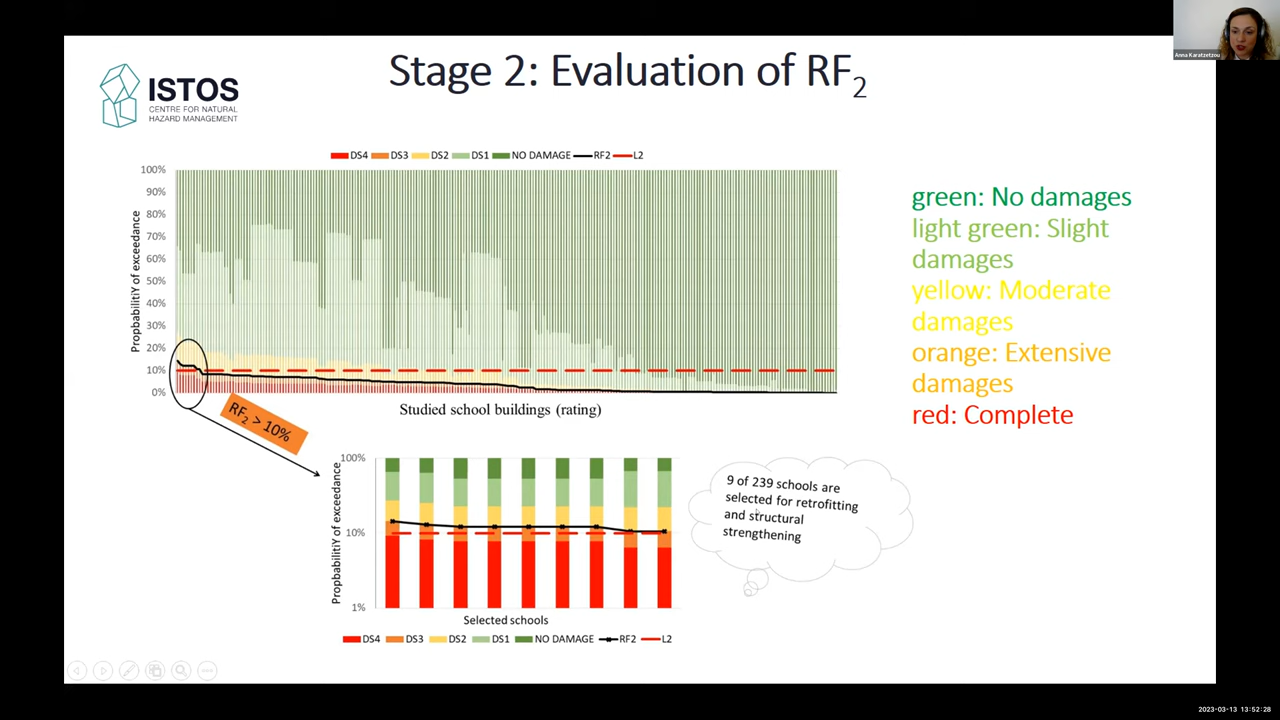 Anna Karatzetzou
Stage 2: Evaluation of RF2
ISTOS
CENTRE FOR NATURAL
HAZARD MANAGEMENT
DS4 DS3 DS2 DS1 NO DAMAGE RF2 L2
PropbabilitiY of exceedance
100%
90%
80%
70%
60%
50%
40%
30%
20%
10%
0%
Studied school buildings (rating)
green: No damages
light green: Slight
damages
yellow: Moderate
damages
orange: Extensive
damages
red: Complete
RF2 > 10%
PropbabilitiY of exceedance
100%
10%
1%
Selected schools
DS4 DS3 DS2 DS1 NO DAMAGE RF2 L2
9 of 239 schools are
selected for retrofitting
and structural
strengthening
2023-03-13 13:52:28